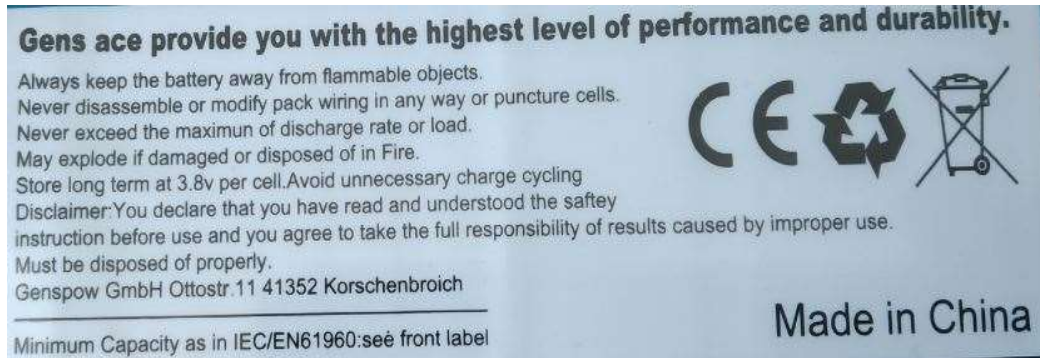 Gens ace provide you with the highest level of performance and durability.
Always keep the battery away from flammable objects.
Never disassemble or modify pack wiring in any way or puncture cells.
Never exceed the maximun of discharge rate or load.
May explode if damaged or disposed of in Fire.
Store long term at 3.8v per cell.Avoid unnecessary charge cycling
Disclaimer:You declare that you have read and understood the saftey
instruction before use and you agree to take the full responsibility of results caused by improper use.
Must be disposed of properly.
Genspow GmbH Ottostr.11 41352 Korschenbroich
Minimum Capacity as in IEC/EN61960:see front label
CE
Made in China